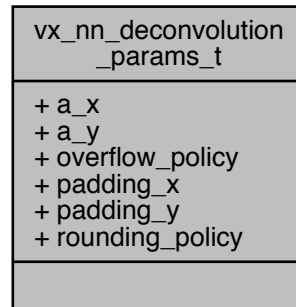 vx_nn_deconvolution
_params_t
+ a_x
+ a_y
+ overflow_policy
+ padding_x
+ padding_y
+ rounding_policy